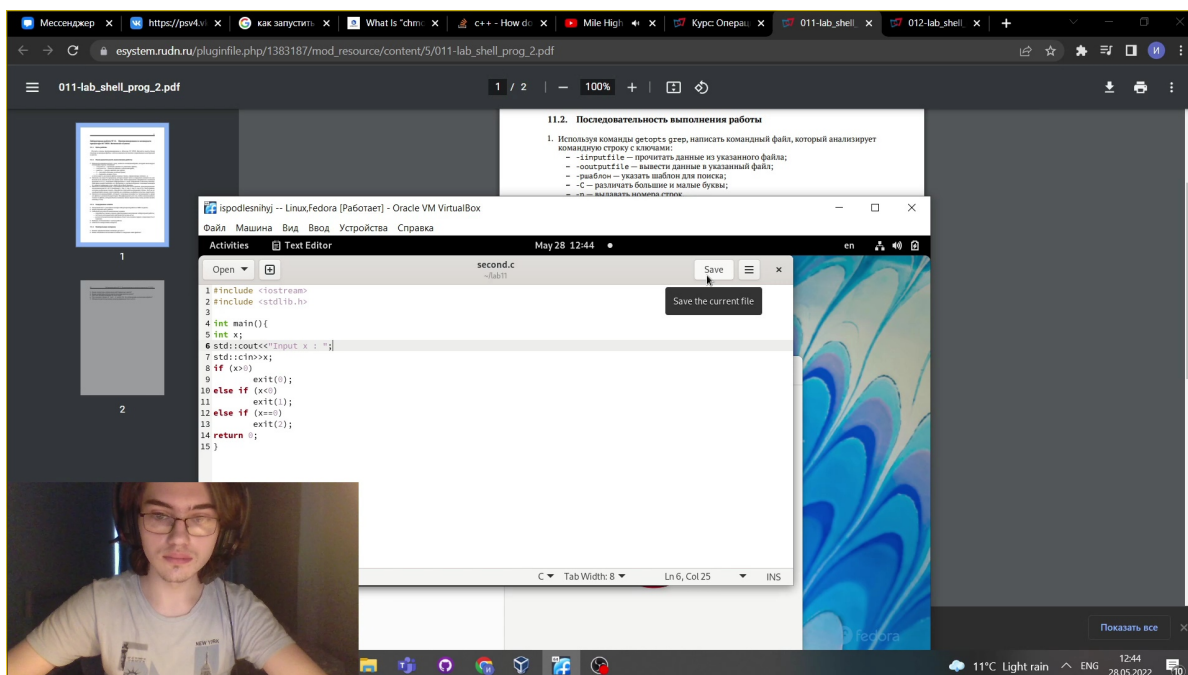 Мессенджер
https://psv4.v
как запустить
What Is "chmo
c++ - How do
Mile High
Курс: Операц
011-lab_shell_
012-lab_shell_
esystem.rudn.ru/pluginfile.php/1383187/mod_resource/content/5/011-lab_shell_prog_2.pdf
011-lab_shell_prog_2.pdf
1 / 2 | — 100% + |
11.2. Последовательность выполнения работы
1. Используя команды getopts grep, написать командный файл, который анализирует
командную строку с ключами:
– -iinputfile — прочитать данные из указанного файла;
– -ooutputfile — вывести данные в указанный файл;
– -pшаблон — указать шаблон для поиска;
– -C — различать большие и малые буквы;
– -n — выдавать номера строк
1
2
ispodlesnihyj -- Linux,Fedora [Работает] - Oracle VM VirtualBox
Файл Машина Вид Ввод Устройства Справка
Activities Text Editor May 28 12:44 en
Open second.c Save
~/lab11
Save the current file
1 #include <iostream>
2 #include <stdlib.h>
3
4 int main(){
5 int x;
6 std::cout<<"Input x : ";
7 std::cin>>x;
8 if (x>0)
9 exit(0);
10 else if (x<0)
11 exit(1);
12 else if (x==0)
13 exit(2);
14 return 0;
15 }
C Tab Width: 8 Ln 6, Col 25 INS
fedora
NEW YORK
Показать все
11°C Light rain ENG 12:44
28.05.2022
10